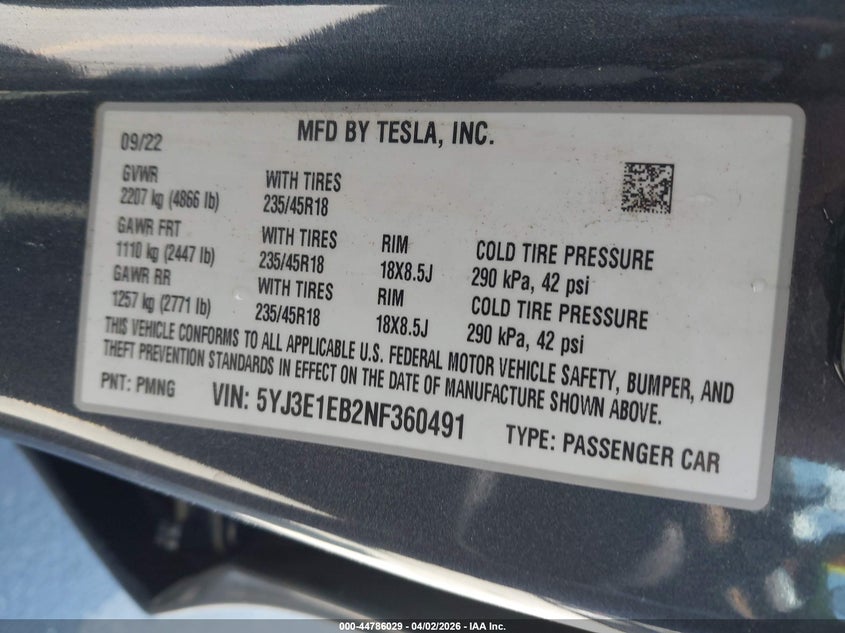 MFD BY TESLA, INC.
09/22
GVWR
2207 kg (4866 lb)
WITH TIRES
235/45R18
GAWR FRT
1110 kg (2447 lb)
WITH TIRES
235/45R18
RIM
18X8.5J
COLD TIRE PRESSURE
290 kPa, 42 psi
GAWR RR
1257 kg (2771 lb)
WITH TIRES
235/45R18
RIM
18X8.5J
COLD TIRE PRESSURE
290 kPa, 42 psi
THIS VEHICLE CONFORMS TO ALL APPLICABLE U.S. FEDERAL MOTOR VEHICLE SAFETY, BUMPER, AND
THEFT PREVENTION STANDARDS IN EFFECT ON THE DATE OF MANUFACTURE SHOWN ABOVE.
PNT: PMNG
VIN: 5YJ3E1EB2NF360491
TYPE: PASSENGER CAR
000-44786029 - 04/02/2026 - IAA Inc.